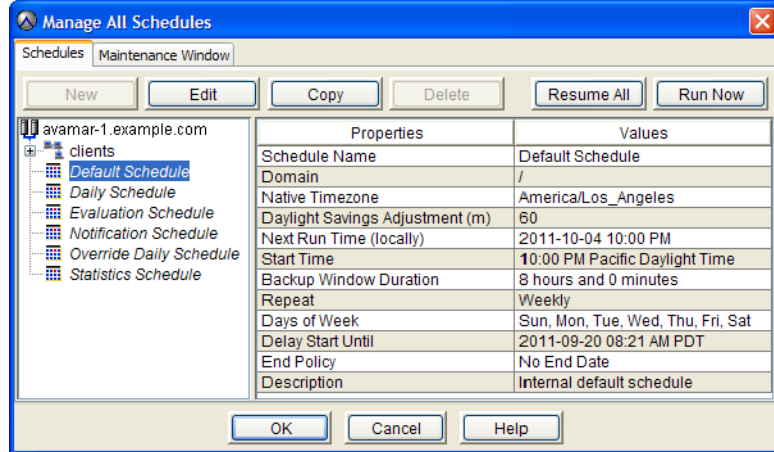 Manage All Schedules
Schedules Maintenance Window
New Edit Copy Delete Resume All Run Now
avamar-1.example.com
clients
Default Schedule
Daily Schedule
Evaluation Schedule
Notification Schedule
Override Daily Schedule
Statistics Schedule
Properties Values
Schedule Name Default Schedule
Domain /
Native Timezone America/Los_Angeles
Daylight Savings Adjustment (m) 60
Next Run Time (locally) 2011-10-04 10:00 PM
Start Time 10:00 PM Pacific Daylight Time
Backup Window Duration 8 hours and 0 minutes
Repeat Weekly
Days of Week Sun, Mon, Tue, Wed, Thu, Fri, Sat
Delay Start Until 2011-09-20 08:21 AM PDT
End Policy No End Date
Description Internal default schedule
OK Cancel Help